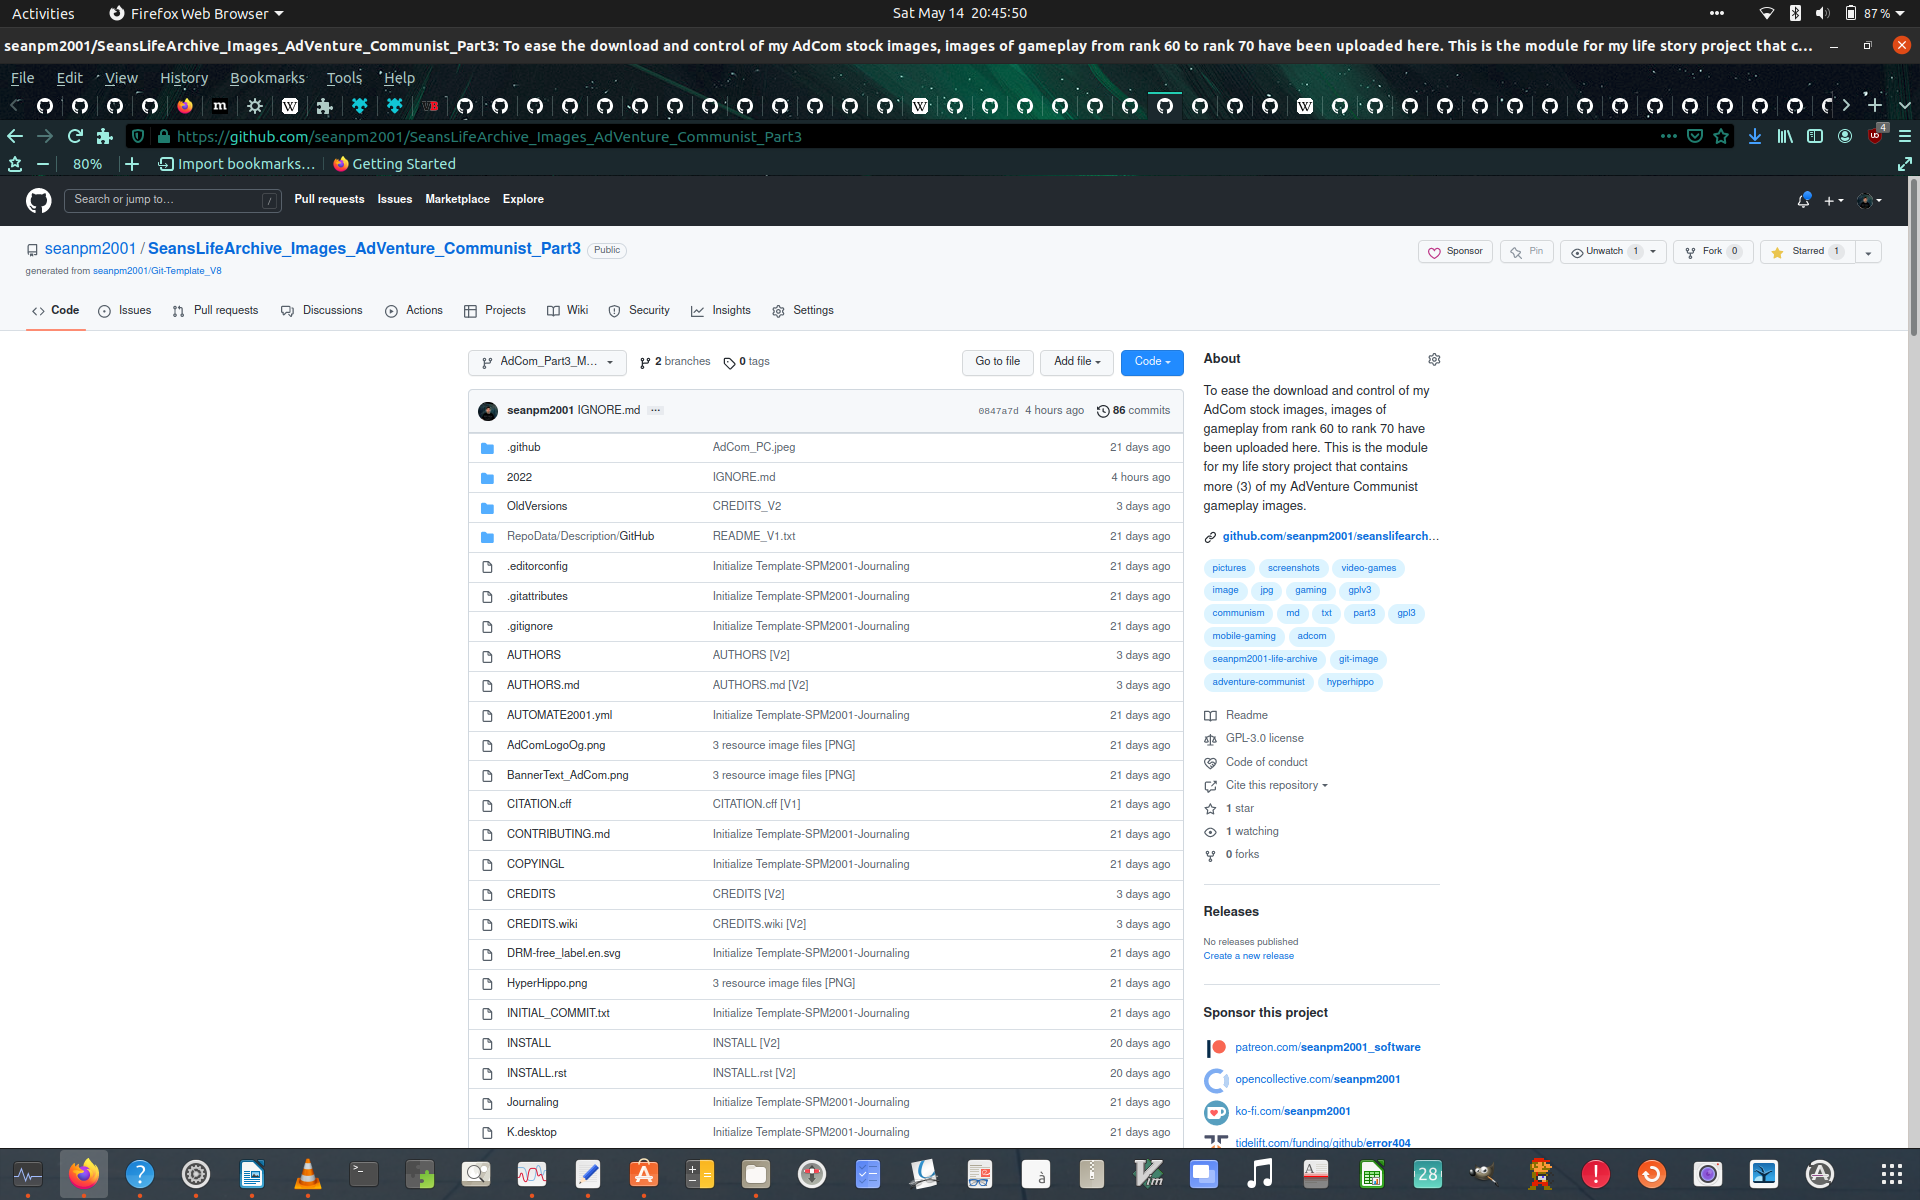 Activities
Firefox Web Browser
Sat May 14  20:45:50
87 %
seanpm2001/SeansLifeArchive_Images_AdVenture_Communist_Part3: To ease the download and control of my AdCom stock images, images of gameplay from rank 60 to rank 70 have been uploaded here. This is the module for my life story project that c...
File Edit View History Bookmarks Tools Help
https://github.com/seanpm2001/SeansLifeArchive_Images_AdVenture_Communist_Part3
4
80% Import bookmarks... Getting Started
Search or jump to... /
Pull requests Issues Marketplace Explore
seanpm2001 / SeansLifeArchive_Images_AdVenture_Communist_Part3 Public
generated from seanpm2001/Git-Template_V8
Sponsor Pin Unwatch 1 Fork 0 Starred 1
Code Issues Pull requests Discussions Actions Projects Wiki Security Insights Settings
AdCom_Part3_M... 2 branches 0 tags Go to file Add file Code
seanpm2001 IGNORE.md ... 0847a7d 4 hours ago 86 commits
.github AdCom_PC.jpeg 21 days ago
2022 IGNORE.md 4 hours ago
OldVersions CREDITS_V2 3 days ago
RepoData/Description/GitHub README_V1.txt 21 days ago
.editorconfig Initialize Template-SPM2001-Journaling 21 days ago
.gitattributes Initialize Template-SPM2001-Journaling 21 days ago
.gitignore Initialize Template-SPM2001-Journaling 21 days ago
AUTHORS AUTHORS [V2] 3 days ago
AUTHORS.md AUTHORS.md [V2] 3 days ago
AUTOMATE2001.yml Initialize Template-SPM2001-Journaling 21 days ago
AdComLogoOg.png 3 resource image files [PNG] 21 days ago
BannerText_AdCom.png 3 resource image files [PNG] 21 days ago
CITATION.cff CITATION.cff [V1] 21 days ago
CONTRIBUTING.md Initialize Template-SPM2001-Journaling 21 days ago
COPYINGL Initialize Template-SPM2001-Journaling 21 days ago
CREDITS CREDITS [V2] 3 days ago
CREDITS.wiki CREDITS.wiki [V2] 3 days ago
DRM-free_label.en.svg Initialize Template-SPM2001-Journaling 21 days ago
HyperHippo.png 3 resource image files [PNG] 21 days ago
INITIAL_COMMIT.txt Initialize Template-SPM2001-Journaling 21 days ago
INSTALL INSTALL [V2] 20 days ago
INSTALL.rst INSTALL.rst [V2] 20 days ago
Journaling Initialize Template-SPM2001-Journaling 21 days ago
K.desktop Initialize Template-SPM2001-Journaling 21 days ago
About
To ease the download and control of my
AdCom stock images, images of
gameplay from rank 60 to rank 70 have
been uploaded here. This is the module
for my life story project that contains
more (3) of my AdVenture Communist
gameplay images.
github.com/seanpm2001/seanslifearch...
pictures screenshots video-games
image jpg gaming gplv3
communism md txt part3 gpl3
mobile-gaming adcom
seanpm2001-life-archive git-image
adventure-communist hyperhippo
Readme
GPL-3.0 license
Code of conduct
Cite this repository
1 star
1 watching
0 forks
Releases
No releases published
Create a new release
Sponsor this project
patreon.com/seanpm2001_software
opencollective.com/seanpm2001
ko-fi.com/seanpm2001
tidelift.com/funding/github/error404
28